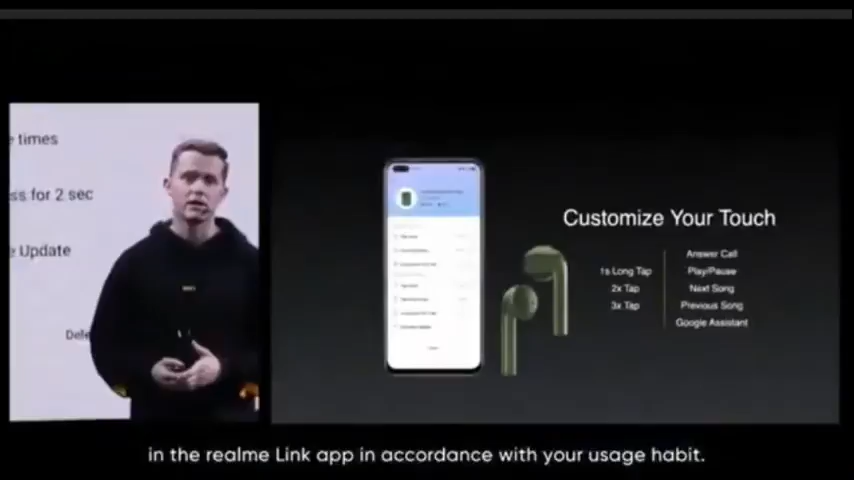 e times
ss for 2 sec
e Update
Dele
Customize Your Touch
1s Long Tap
2x Tap
3x Tap
Answer Call
Play/Pause
Next Song
Previous Song
Google Assistant
in the realme Link app in accordance with your usage habit.